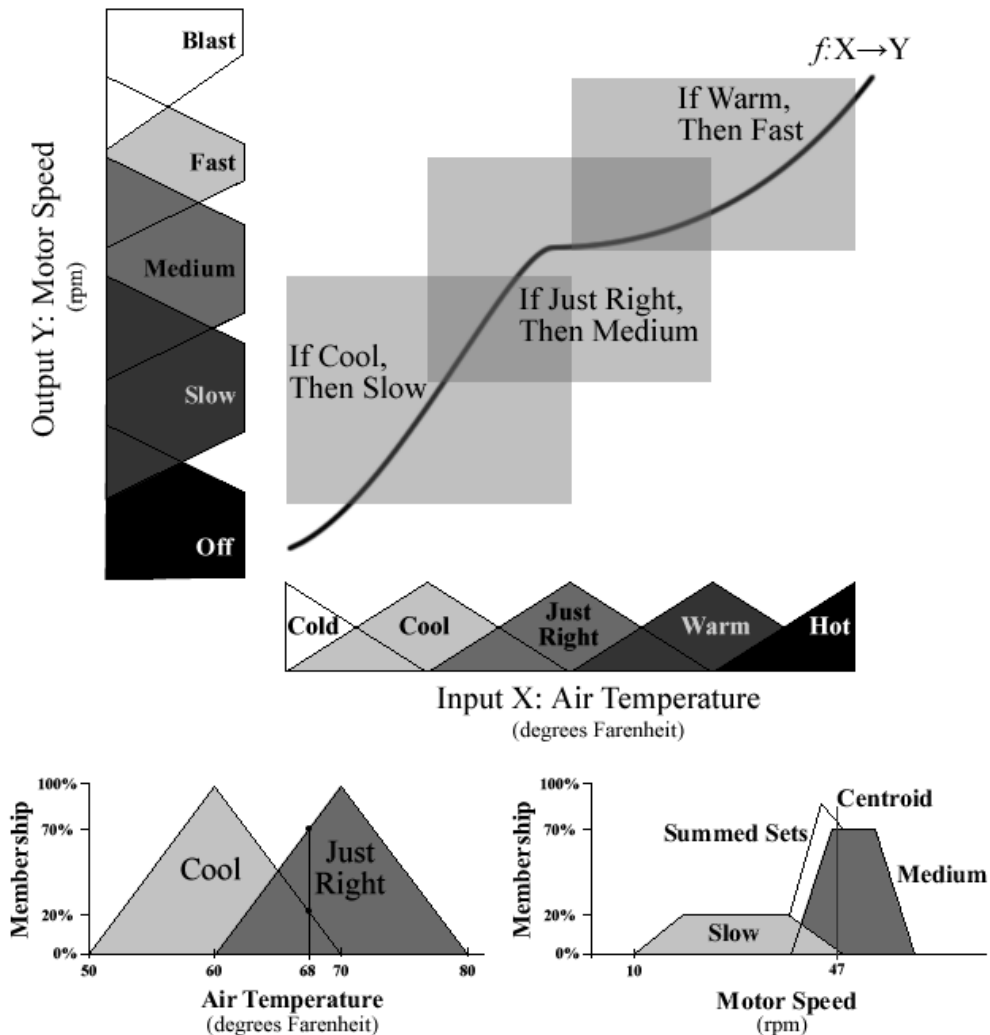 Blast
Fast
Medium
Slow
Off
Output Y: Motor Speed
(rpm)
f:X→Y
If Warm,
Then Fast
If Just Right,
Then Medium
If Cool,
Then Slow
Cold
Cool
Just
Right
Warm
Hot
Input X: Air Temperature
(degrees Farenheit)
Membership
100%
70%
20%
0%
Cool
Just
Right
50
60
68
70
80
Air Temperature
(degrees Farenheit)
Membership
100%
70%
20%
0%
Summed Sets
Centroid
Medium
Slow
10
47
Motor Speed
(rpm)